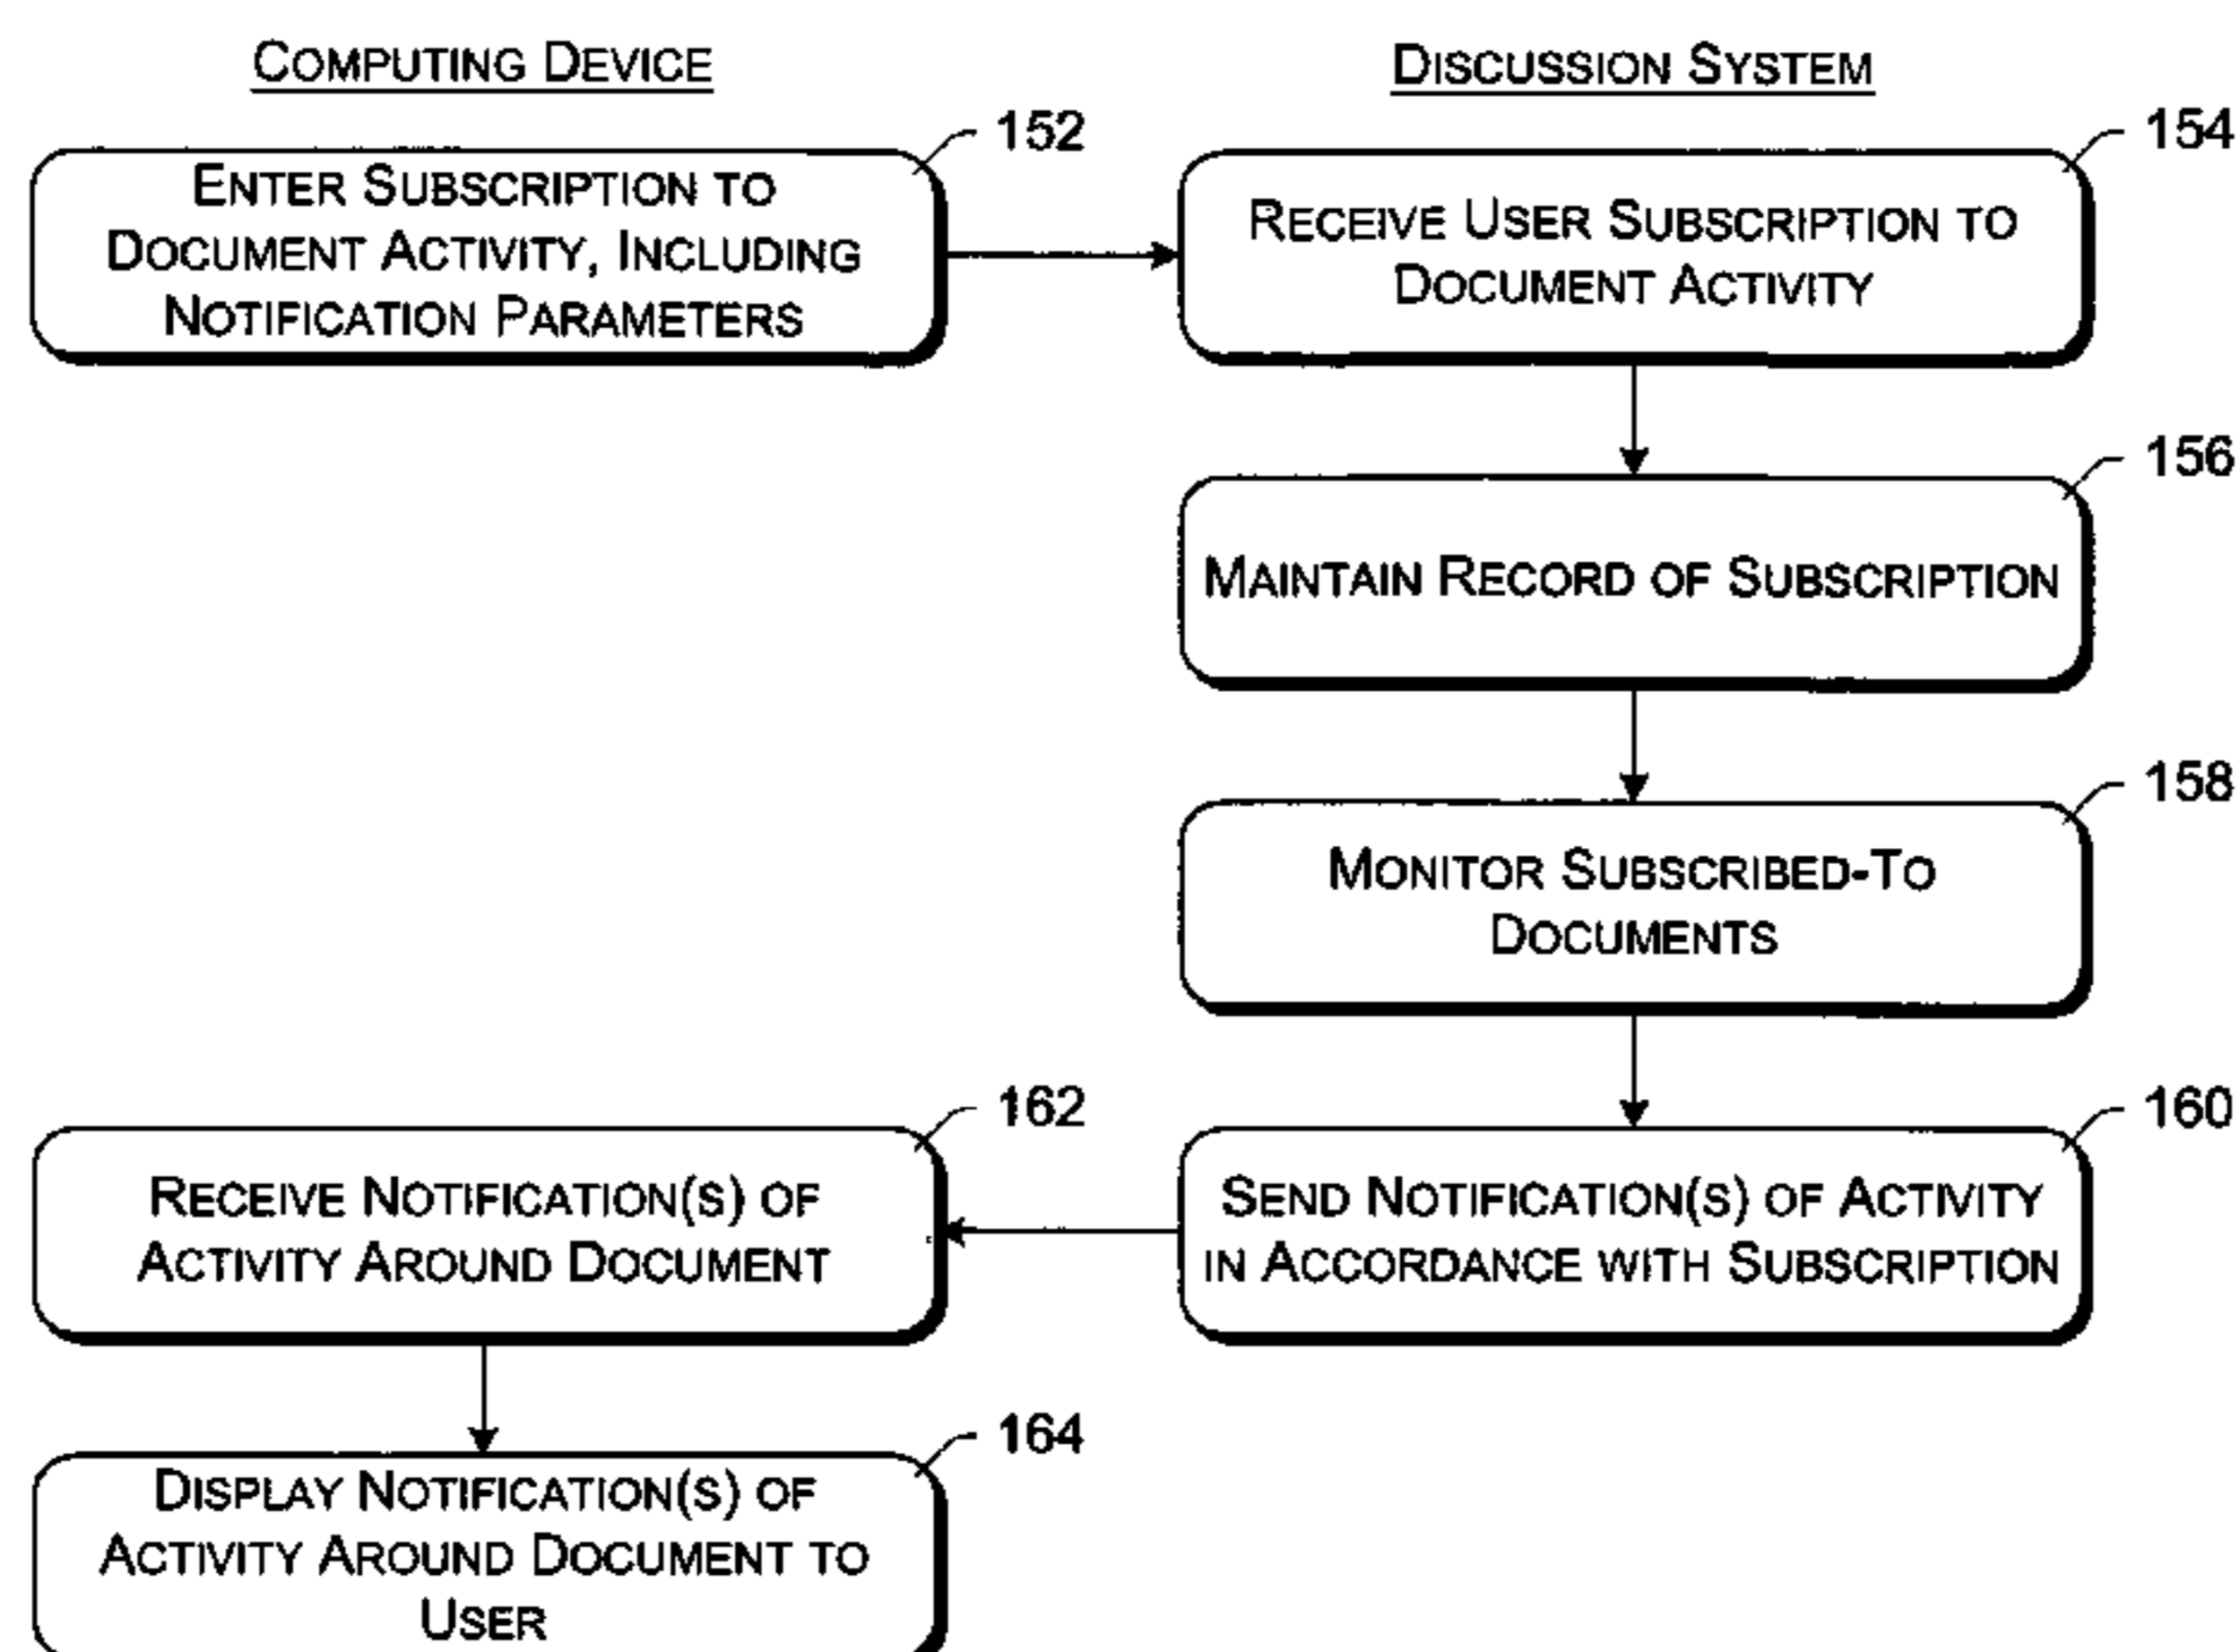 COMPUTING DEVICE
DISCUSSION SYSTEM
152
ENTER SUBSCRIPTION TO
DOCUMENT ACTIVITY, INCLUDING
NOTIFICATION PARAMETERS
154
RECEIVE USER SUBSCRIPTION TO
DOCUMENT ACTIVITY
156
MAINTAIN RECORD OF SUBSCRIPTION
158
MONITOR SUBSCRIBED-TO
DOCUMENTS
160
SEND NOTIFICATION(S) OF ACTIVITY
IN ACCORDANCE WITH SUBSCRIPTION
162
RECEIVE NOTIFICATION(S) OF
ACTIVITY AROUND DOCUMENT
164
DISPLAY NOTIFICATION(S) OF
ACTIVITY AROUND DOCUMENT TO
USER